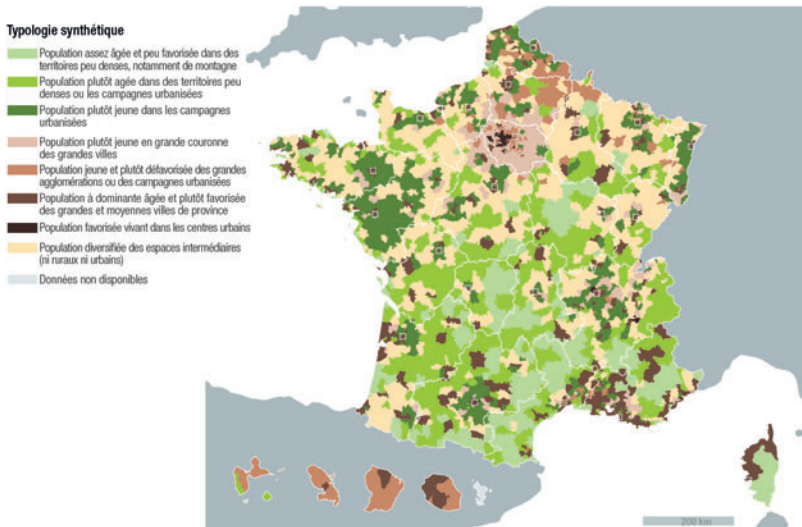 Typologie synthétique
Population assez âgée et peu favorisée dans des
territoires peu denses, notamment de montagne
Population plutôt agée dans des territoires peu
denses ou les campagnes urbanisées
Population plutôt jeune dans les campagnes
urbanisées
Population plutôt jeune en grande couronne
des grandes villes
Population jeune et plutôt défavorisée des grandes
agglomérations ou des campagnes urbanisées
Population à dominante âgée et plutôt favorisée
des grandes et moyennes villes de province
Population favorisée vivant dans les centres urbains
Population diversifiée des espaces intermédiaires
(ni ruraux ni urbains)
Données non disponibles
200 km